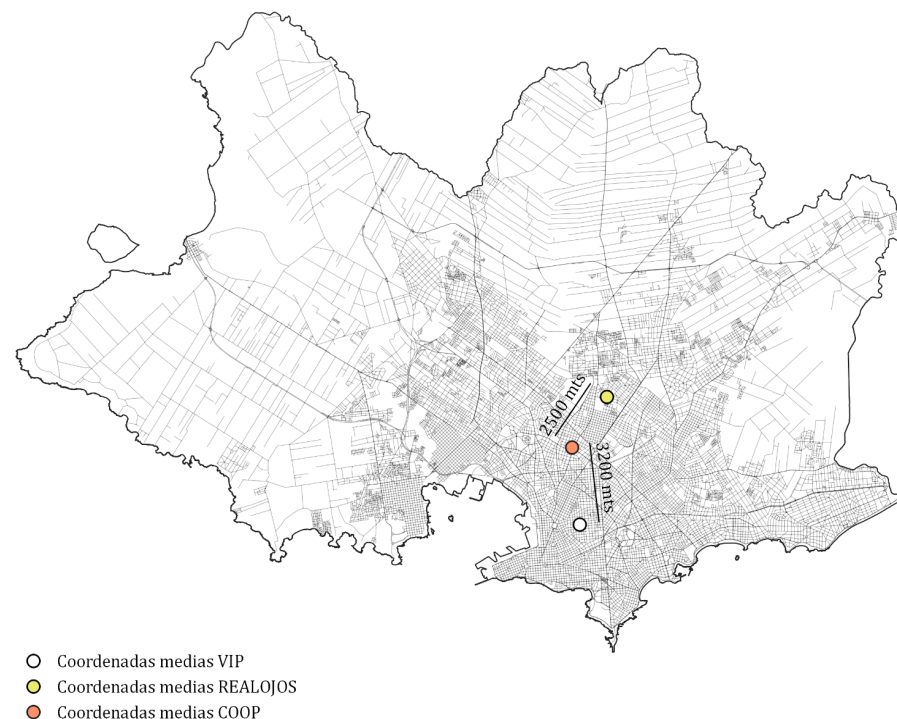 2500 mts
3200 mts
Coordenadas medias VIP
Coordenadas medias REALOJOS
Coordenadas medias COOP